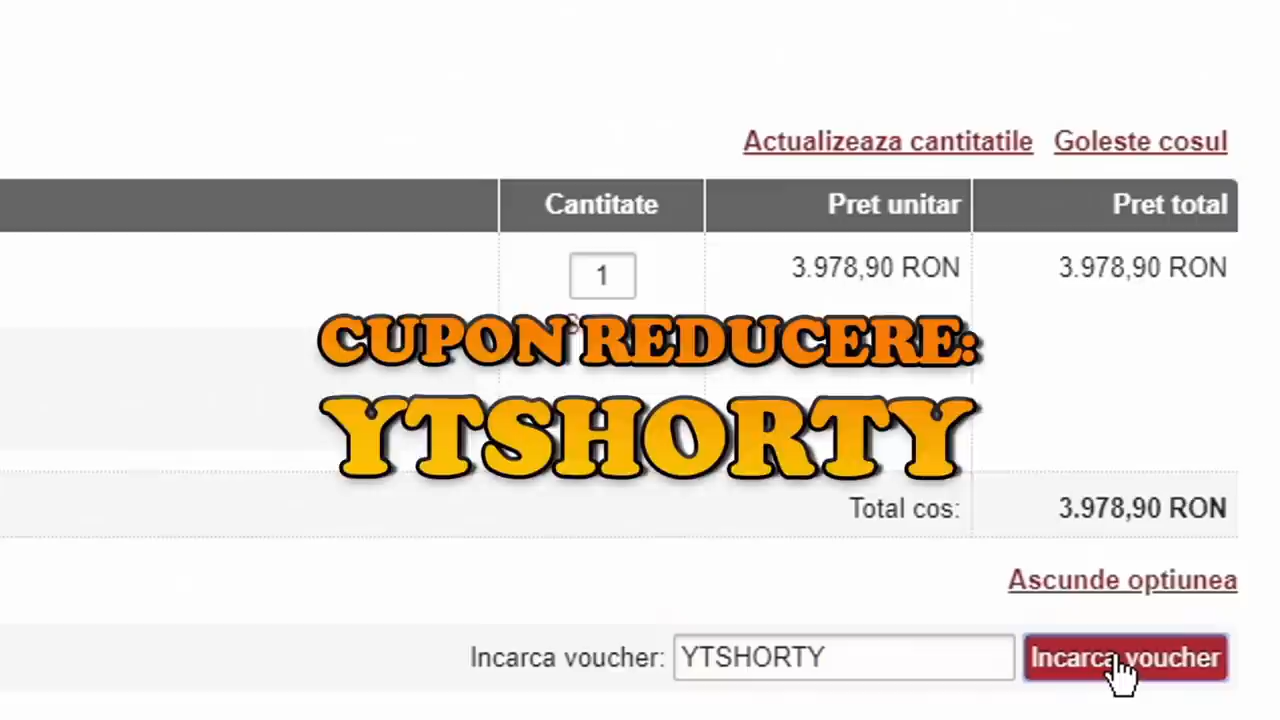 Actualizeaza cantitatile Goleste cosul
Cantitate Pret unitar Pret total
1 3.978,90 RON 3.978,90 RON
CUPON REDUCERE:
YTSHORTY
Total cos: 3.978,90 RON
Ascunde optiunea
Incarca voucher: YTSHORTY Incarca voucher